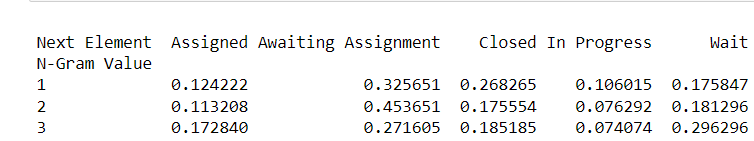 Next Element Assigned Awaiting Assignment Closed In Progress Wait
N-Gram Value
1 0.124222 0.325651 0.268265 0.106015 0.175847
2 0.113208 0.453651 0.175554 0.076292 0.181296
3 0.172840 0.271605 0.185185 0.074074 0.296296